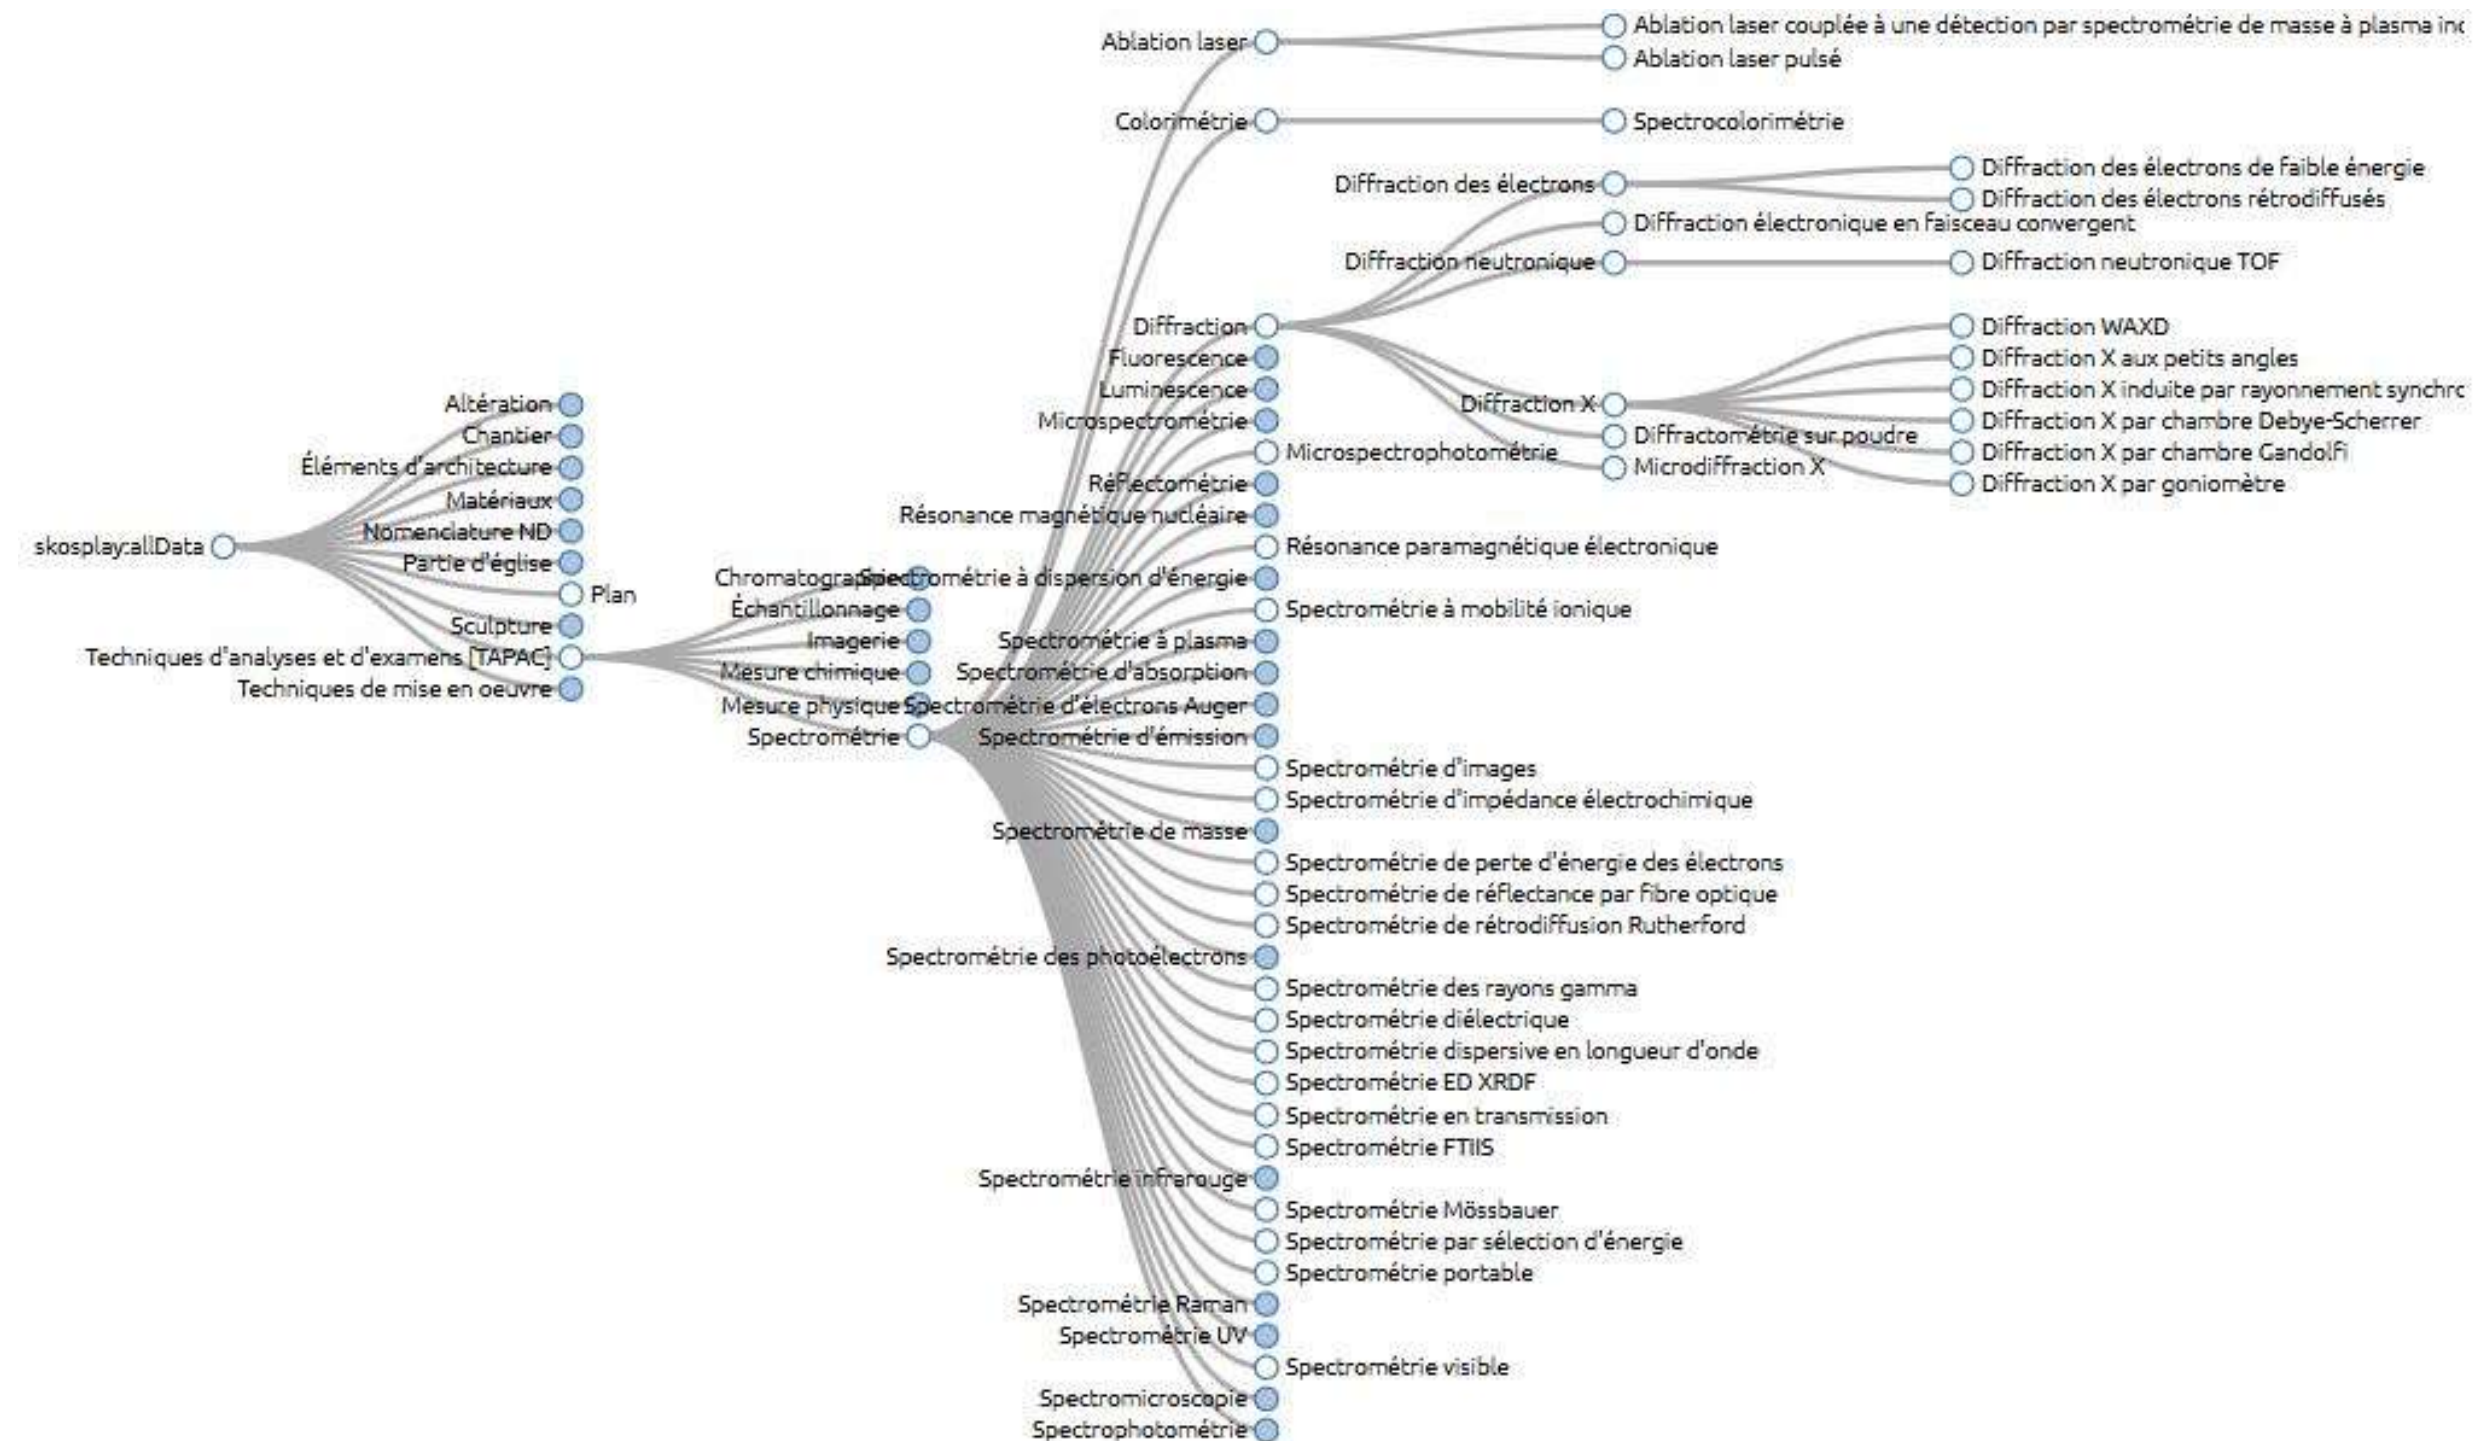 skosplay:allData
Altération
Chantier
Éléments d'architecture
Matériaux
Nomenclature ND
Partie d'église
Plan
Sculpture
Techniques d'analyses et d'examens [TAPAC]
Techniques de mise en oeuvre
Chromatographie
Échantillonnage
Imagerie
Mesure chimique
Mesure physique
Spectrométrie
Ablation laser
Colorimétrie
Diffraction
Fluorescence
Luminescence
Microspectrométrie
Microspectrophotométrie
Réflectométrie
Résonance magnétique nucléaire
Résonance paramagnétique électronique
Spectrométrie à dispersion d'énergie
Spectrométrie à mobilité ionique
Spectrométrie à plasma
Spectrométrie d'absorption
Spectrométrie d'électrons Auger
Spectrométrie d'émission
Spectrométrie d'images
Spectrométrie d'impédance électrochimique
Spectrométrie de masse
Spectrométrie de perte d'énergie des électrons
Spectrométrie de réflectance par fibre optique
Spectrométrie de rétrodiffusion Rutherford
Spectrométrie des photoélectrons
Spectrométrie des rayons gamma
Spectrométrie diélectrique
Spectrométrie dispersive en longueur d'onde
Spectrométrie ED XRDF
Spectrométrie en transmission
Spectrométrie FTIIS
Spectrométrie infrarouge
Spectrométrie Mössbauer
Spectrométrie par sélection d'énergie
Spectrométrie portable
Spectrométrie Raman
Spectrométrie UV
Spectrométrie visible
Spectromicroscopie
Spectrophotométrie
Ablation laser couplée à une détection par spectrométrie de masse à plasma inc
Ablation laser pulsé
Spectrocolorimétrie
Diffraction des électrons
Diffraction électronique en faisceau convergent
Diffraction neutronique
Diffraction X
Diffractométrie sur poudre
Microdiffraction X
Diffraction des électrons de faible énergie
Diffraction des électrons rétrodiffusés
Diffraction neutronique TOF
Diffraction WAXD
Diffraction X aux petits angles
Diffraction X induite par rayonnement synchrc
Diffraction X par chambre Debye-Scherrer
Diffraction X par chambre Gandolfi
Diffraction X par goniomètre